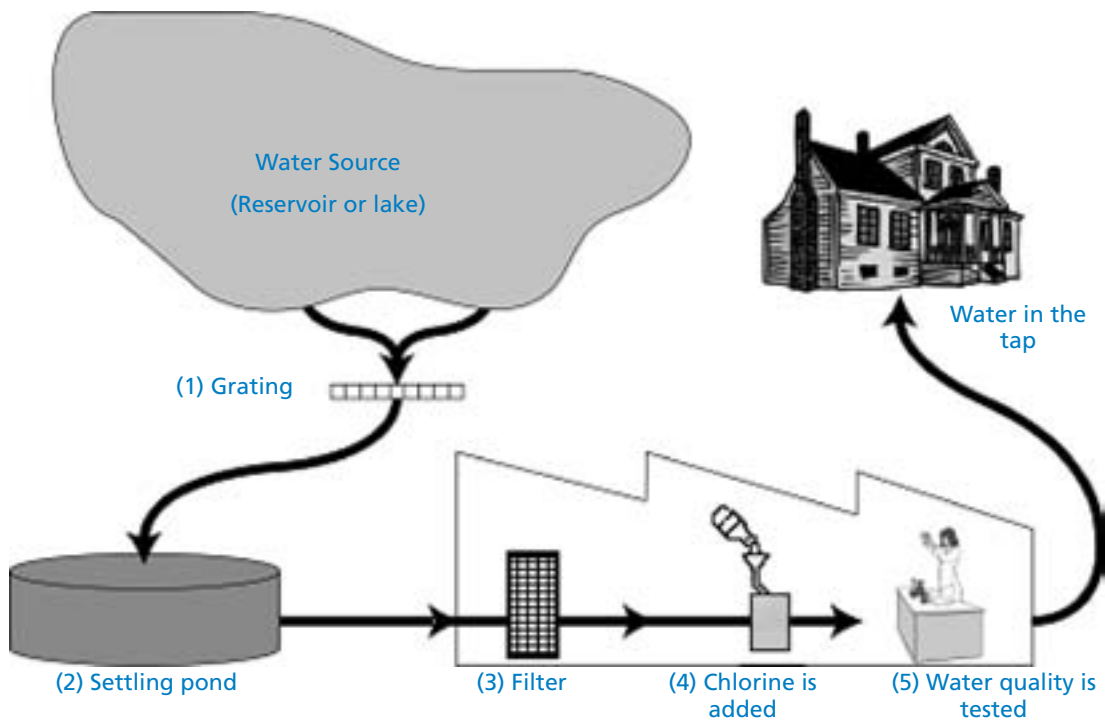 Water Source
(Reservoir or lake)
Water in the
tap
(1) Grating
(2) Settling pond
(3) Filter
(4) Chlorine is
added
(5) Water quality is
tested